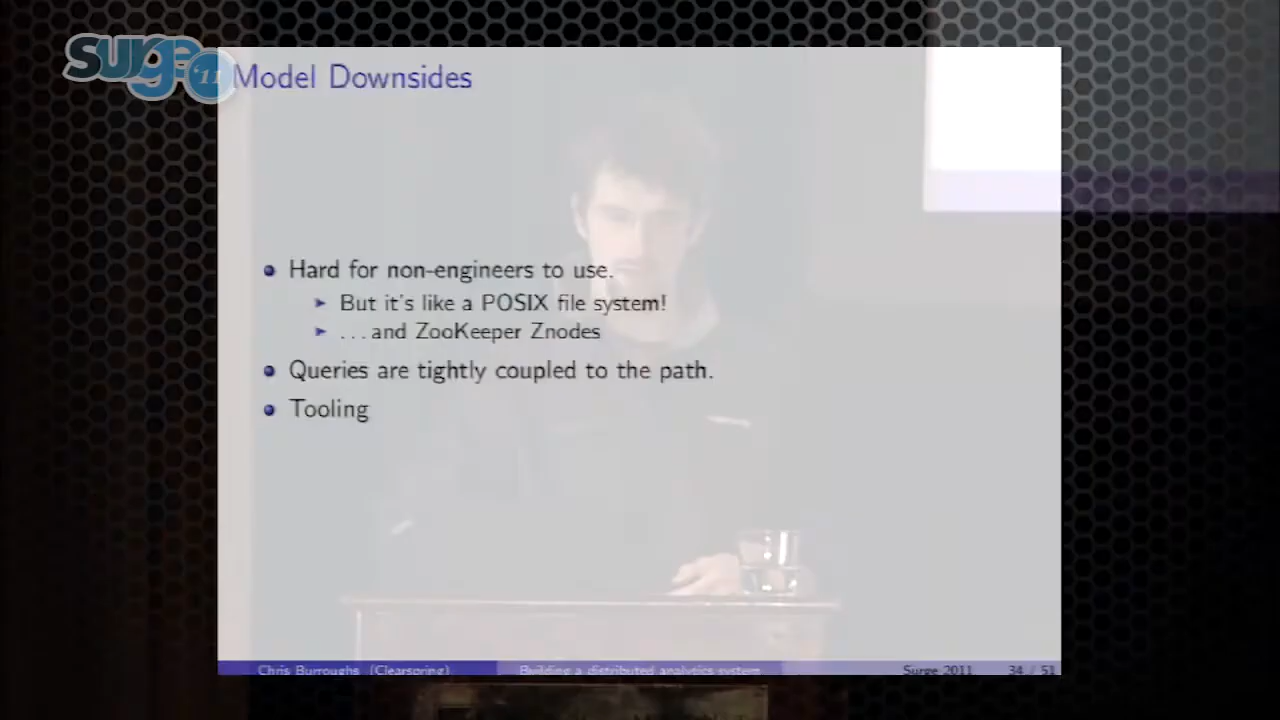 surge '11
Model Downsides
Hard for non-engineers to use.
But it's like a POSIX file system!
...and ZooKeeper Znodes
Queries are tightly coupled to the path.
Tooling
Chris Burroughs (Clearspring) Building a distributed analytics system Surge 2011 34 / 51